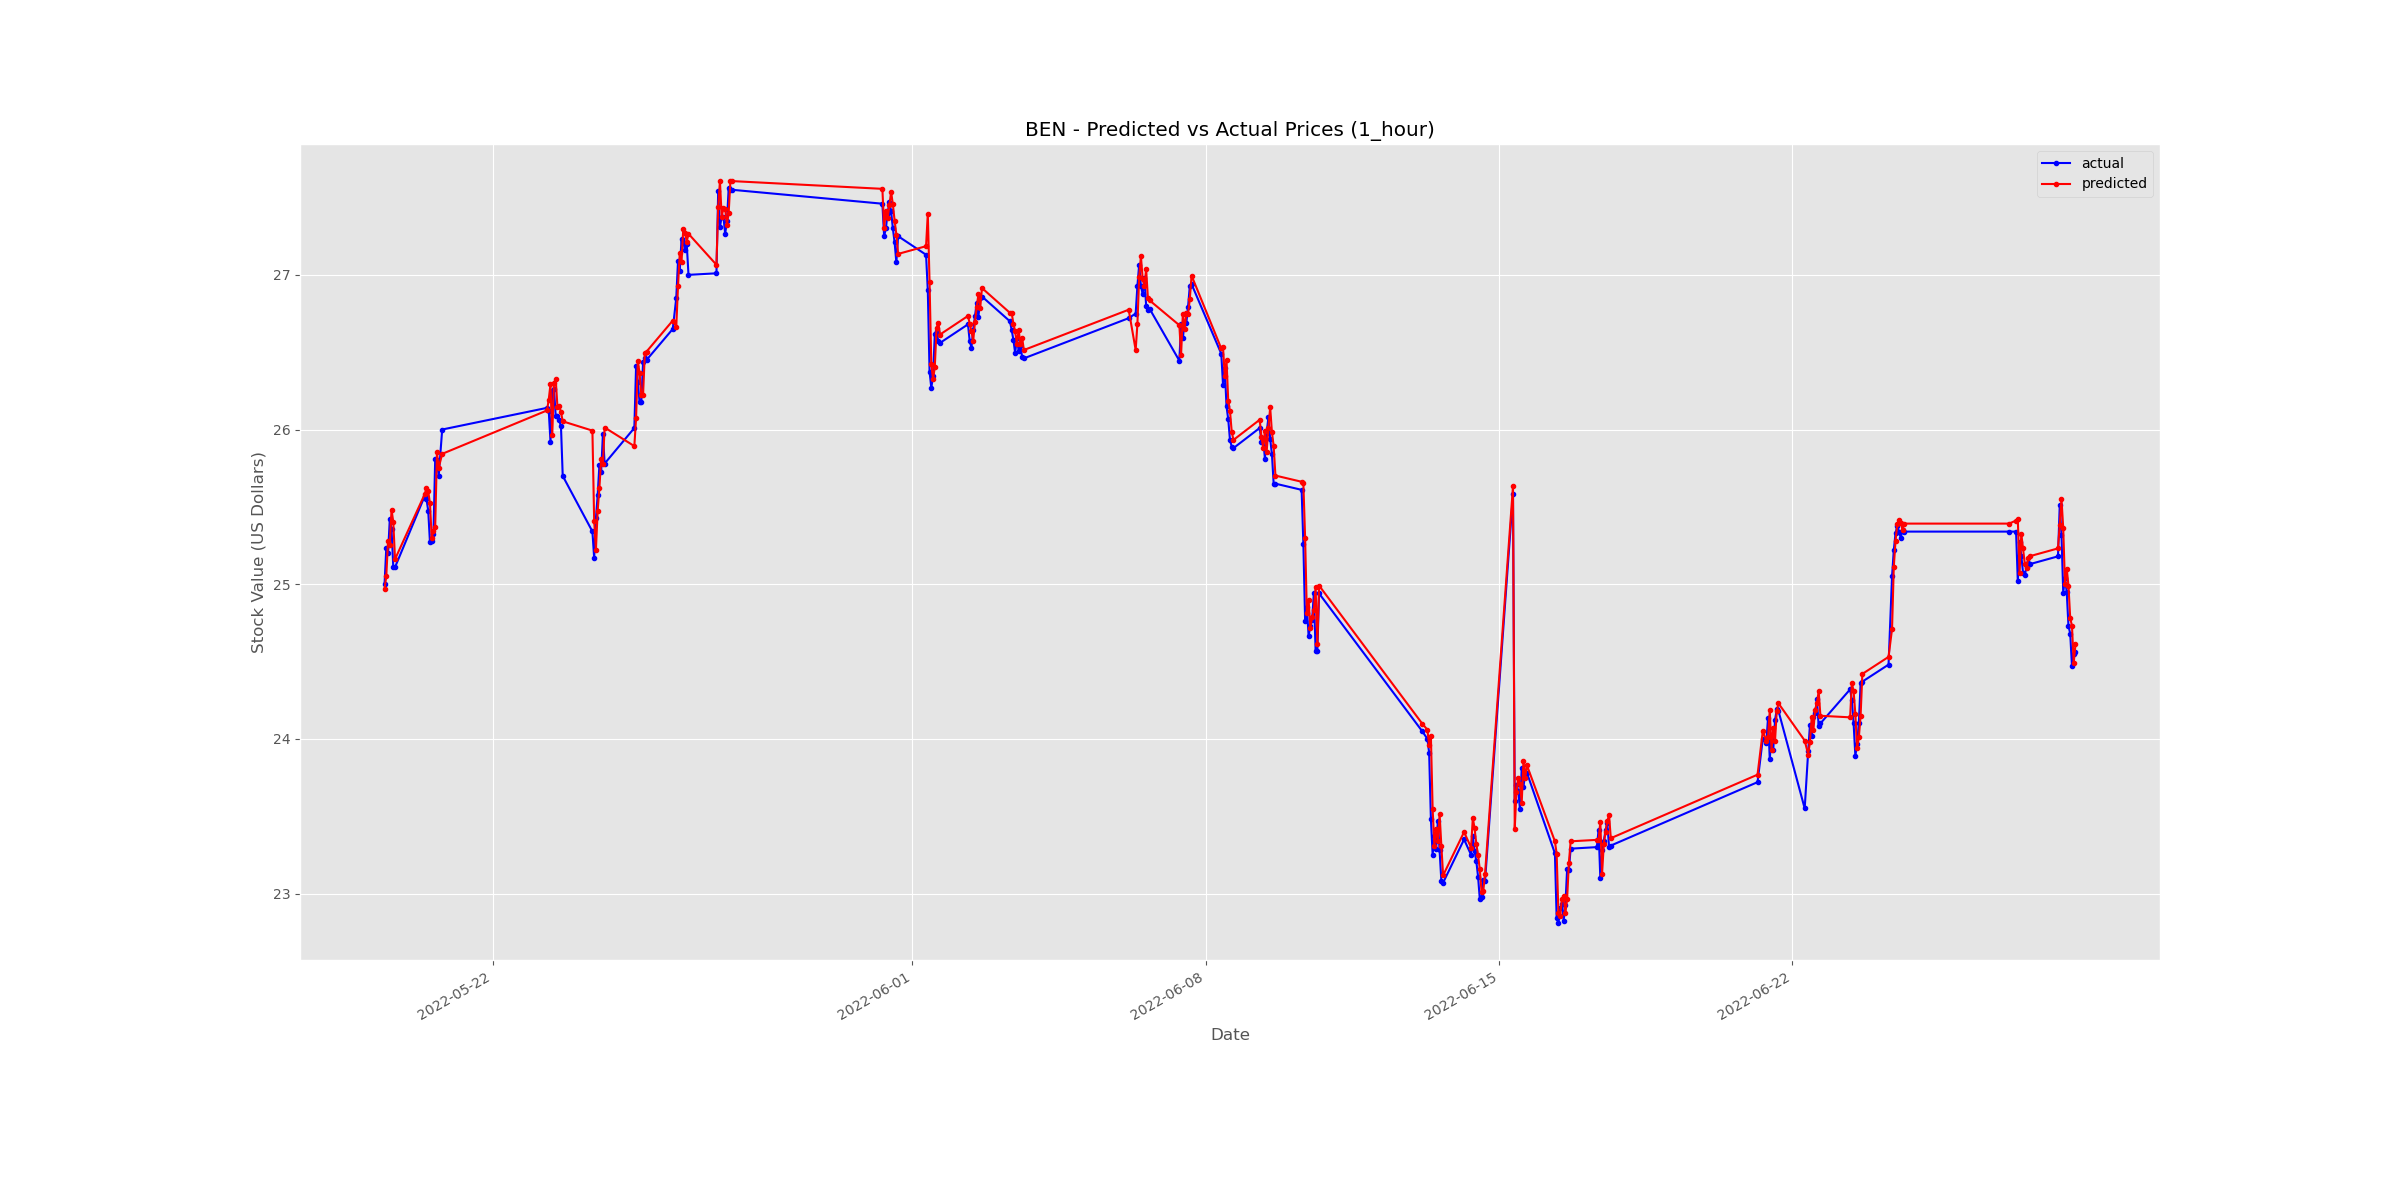 BEN - Predicted vs Actual Prices (1_hour)
actual
predicted
Stock Value (US Dollars)
27
26
25
24
23
2022-05-22
2022-06-01
2022-06-08
2022-06-15
2022-06-22
Date